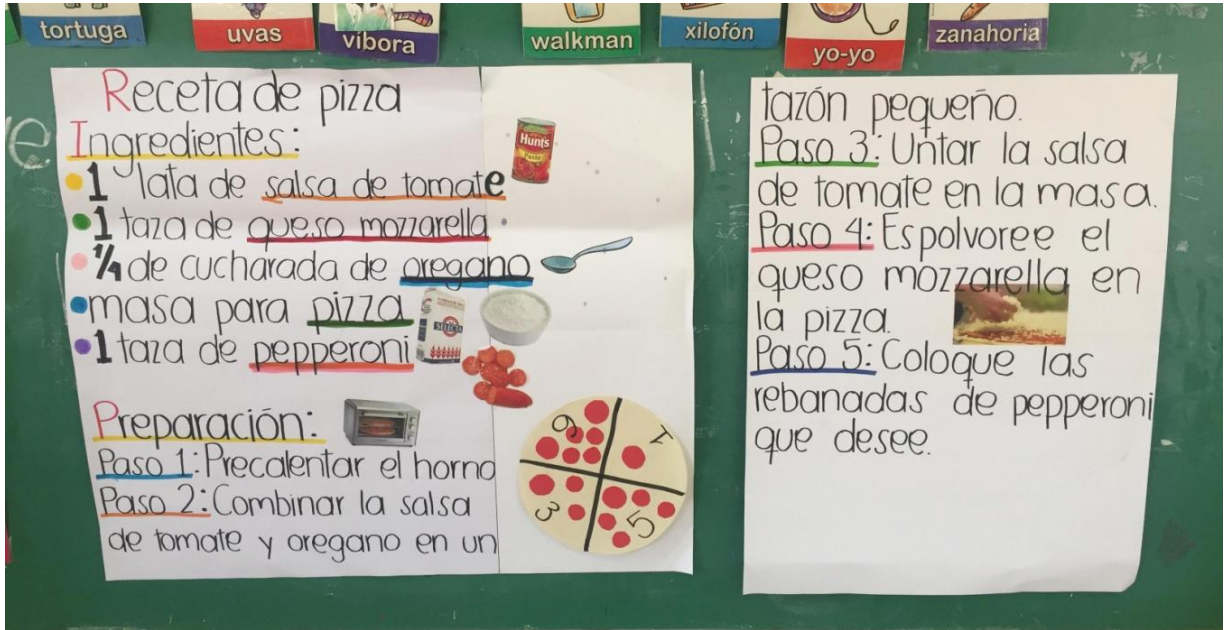 tortuga
uvas
víbora
walkman
xilofón
yo-yo
zanahoria
Receta de pizza
Ingredientes:
1 lata de salsa de tomate
1 taza de queso mozzarella
1/4 de cucharada de oregano
masa para pizza
1 taza de pepperoni
Hunt's
SELECTA
Preparación:
Paso 1: Precalentar el horno
Paso 2: Combinar la salsa
de tomate y oregano en un
6
1
3
5
tazón pequeño.
Paso 3: Untar la salsa
de tomate en la masa.
Paso 4: Espolvoree el
queso mozzarella en
la pizza.
Paso 5: Coloque las
rebanadas de pepperoni
que desee.